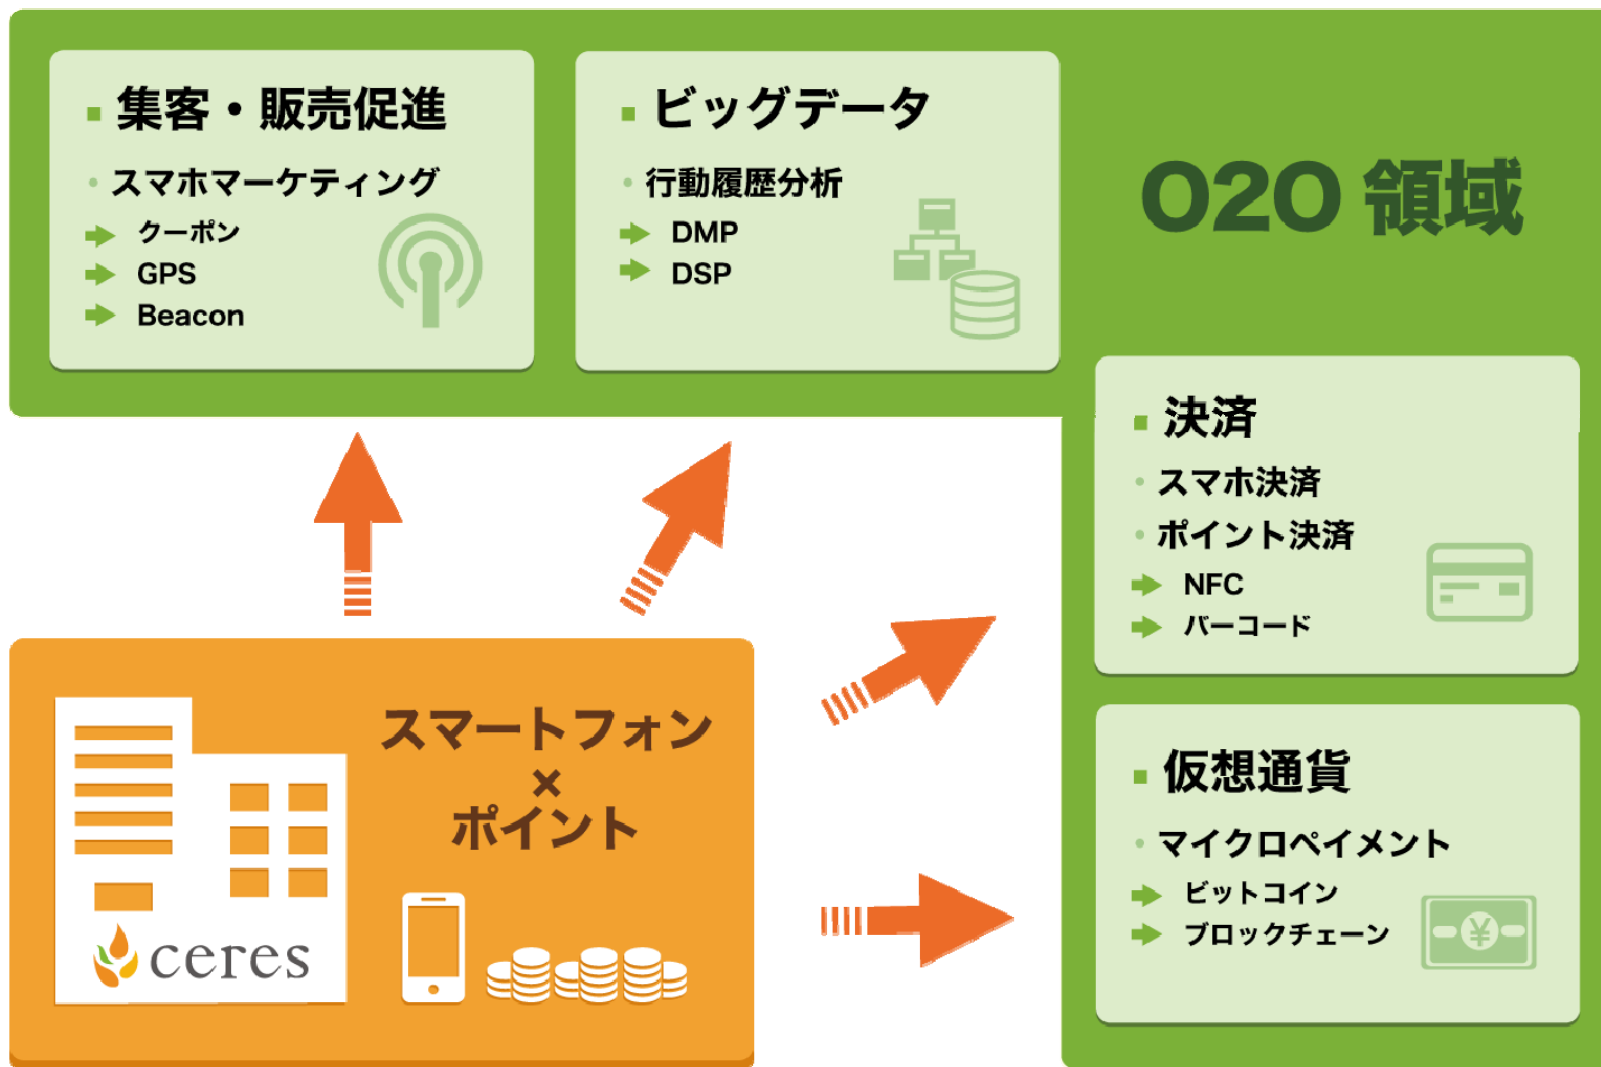 集客・販売促進
スマホマーケティング
クーポン
GPS
Beacon
ビッグデータ
行動履歴分析
DMP
DSP
O2O 領域
決済
スマホ決済
ポイント決済
NFC
バーコード
仮想通貨
マイクロペイメント
ビットコイン
ブロックチェーン
¥
スマートフォン
×
ポイント
ceres